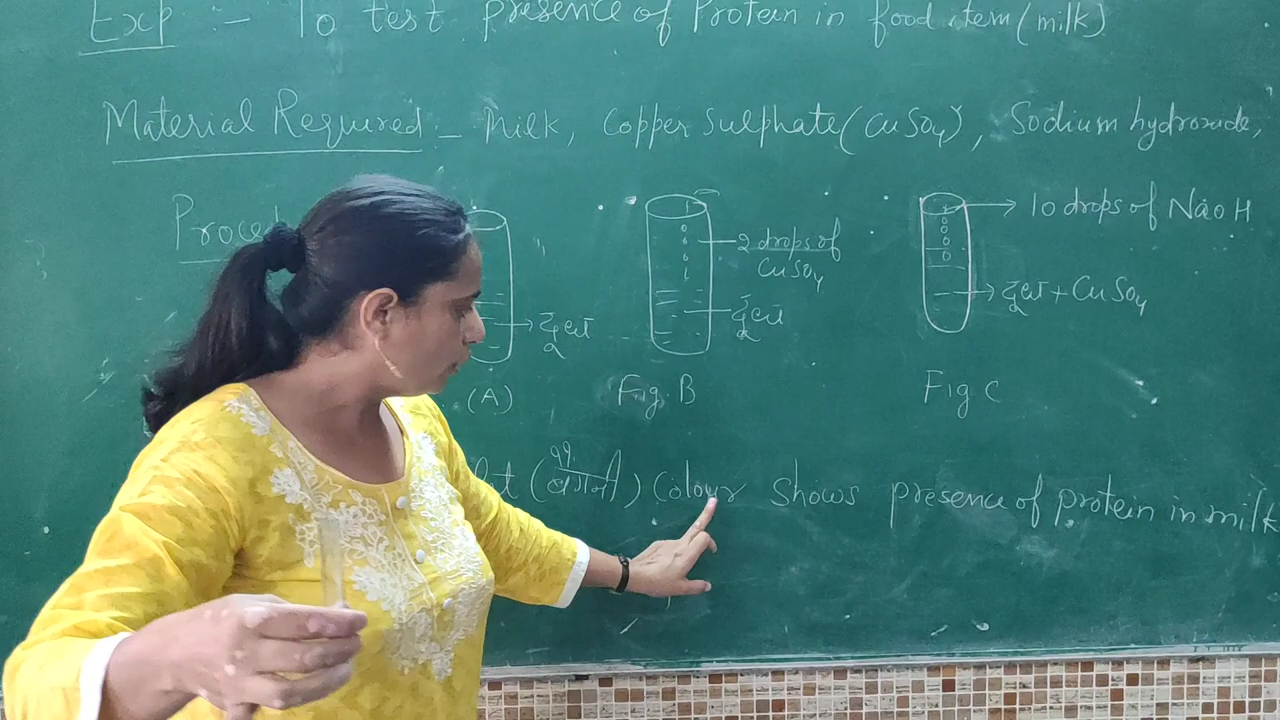 Exp :- To test presence of Protein in food item (milk)
Material Required - Milk, Copper Sulphate (CuSO4), Sodium hydroxide,
10 drops of NaOH
2 drops of
CuSO4
दूध + CuSO4
दूध
दूध
(A)
Fig. B
Fig C
(बैंगनी) Colour Shows presence of protein in milk